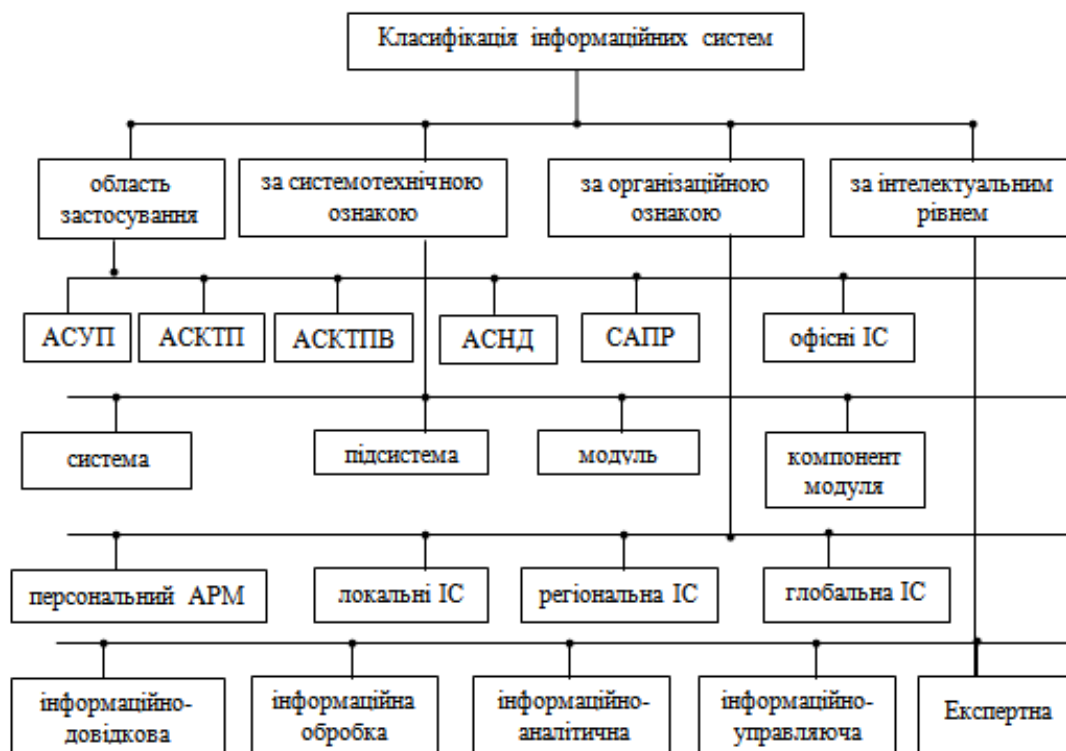 Класифікація інформаційних систем
область
застосування
за системотехнічною
ознакою
за організаційною
ознакою
за інтелектуальним
рівнем
АСУП
АСКТП
АСКТПВ
АСНД
САПР
офісні ІС
система
підсистема
модуль
компонент
модуля
персональний АРМ
локальні ІС
регіональна ІС
глобальна ІС
інформаційно-
довідкова
інформаційна
обробка
інформаційно-
аналітична
інформаційно-
управляюча
Експертна